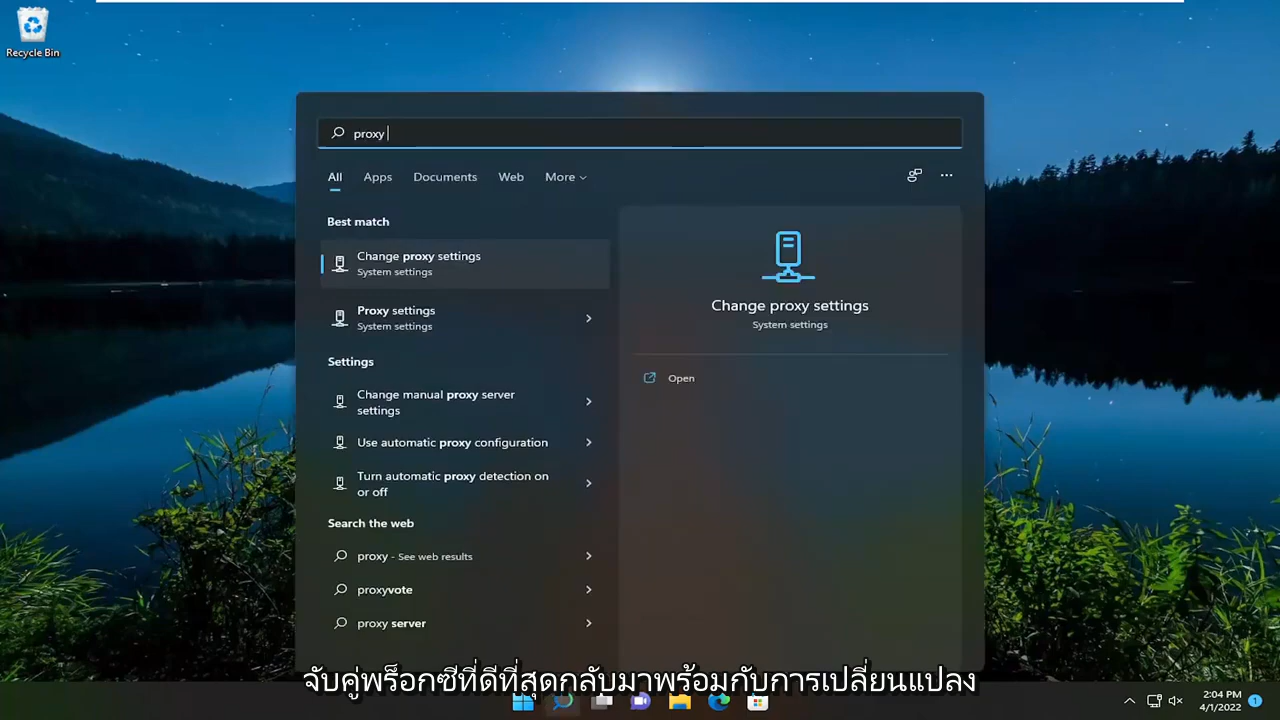 Recycle Bin
proxy
All Apps Documents Web More
Best match
Change proxy settings
System settings
Proxy settings
System settings
Settings
Change manual proxy server
settings
Use automatic proxy configuration
Turn automatic proxy detection on
or off
Search the web
proxy - See web results
proxyvote
proxy server
Change proxy settings
System settings
Open
จับคู่พร็อกซีที่ดีที่สุดกลับมาพร้อมกับการเปลี่ยนแปลง
2:04 PM
4/1/2022
1